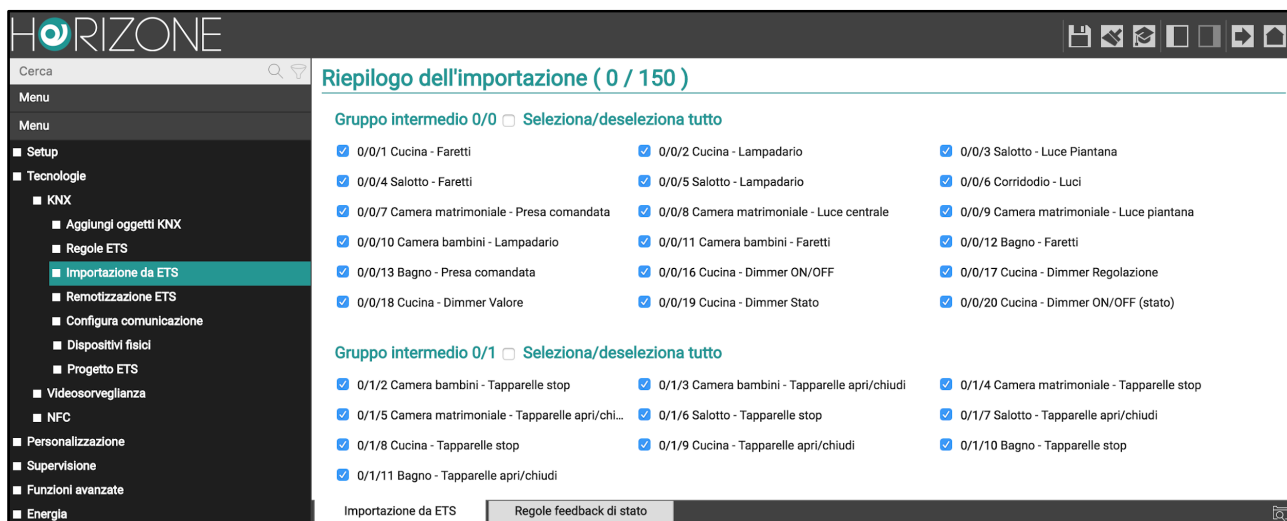 HORIZONE
Cerca
Menu
Menu
Setup
Tecnologie
KNX
Aggiungi oggetti KNX
Regole ETS
Importazione da ETS
Remotizzazione ETS
Configura comunicazione
Dispositivi fisici
Progetto ETS
Videosorveglianza
NFC
Personalizzazione
Supervisione
Funzioni avanzate
Energia
Riepilogo dell'importazione ( 0 / 150 )
Gruppo intermedio 0/0 Seleziona/deseleziona tutto
0/0/1 Cucina - Faretti 0/0/2 Cucina - Lampadario 0/0/3 Salotto - Luce Piantana
0/0/4 Salotto - Faretti 0/0/5 Salotto - Lampadario 0/0/6 Corridodio - Luci
0/0/7 Camera matrimoniale - Presa comandata 0/0/8 Camera matrimoniale - Luce centrale 0/0/9 Camera matrimoniale - Luce piantana
0/0/10 Camera bambini - Lampadario 0/0/11 Camera bambini - Faretti 0/0/12 Bagno - Faretti
0/0/13 Bagno - Presa comandata 0/0/16 Cucina - Dimmer ON/OFF 0/0/17 Cucina - Dimmer Regolazione
0/0/18 Cucina - Dimmer Valore 0/0/19 Cucina - Dimmer Stato 0/0/20 Cucina - Dimmer ON/OFF (stato)
Gruppo intermedio 0/1 Seleziona/deseleziona tutto
0/1/2 Camera bambini - Tapparelle stop 0/1/3 Camera bambini - Tapparelle apri/chiudi 0/1/4 Camera matrimoniale - Tapparelle stop
0/1/5 Camera matrimoniale - Tapparelle apri/chi... 0/1/6 Salotto - Tapparelle stop 0/1/7 Salotto - Tapparelle apri/chiudi
0/1/8 Cucina - Tapparelle stop 0/1/9 Cucina - Tapparelle apri/chiudi 0/1/10 Bagno - Tapparelle stop
0/1/11 Bagno - Tapparelle apri/chiudi
Importazione da ETS Regole feedback di stato